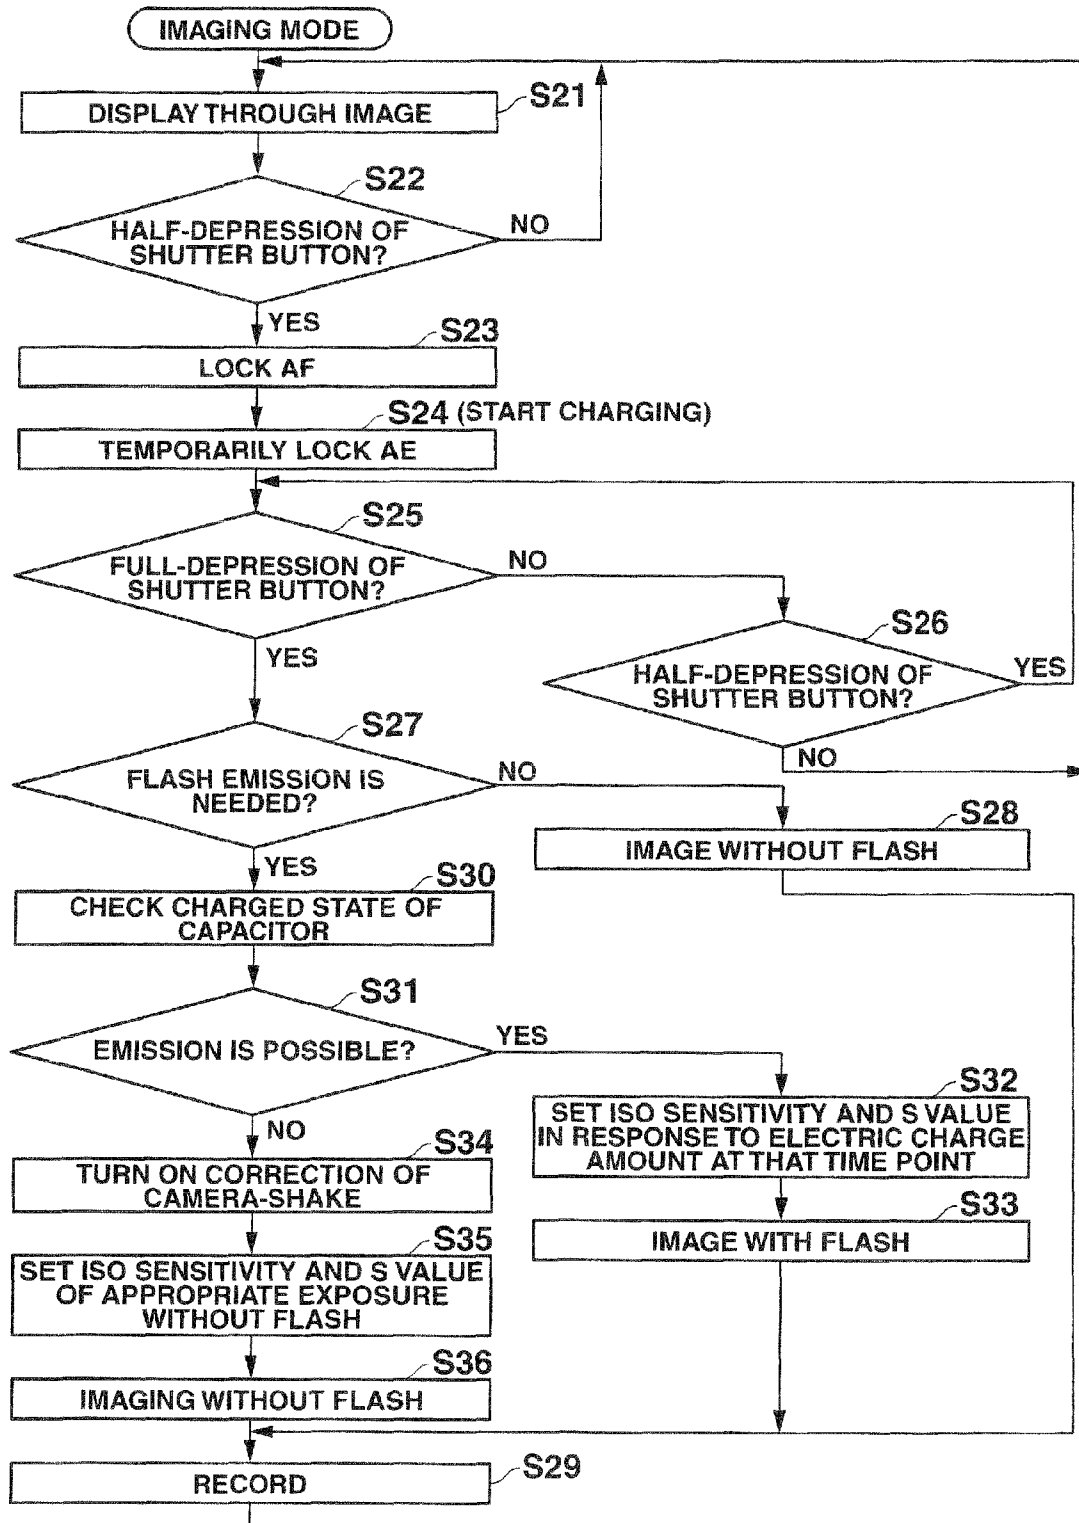 IMAGING MODE
S21
DISPLAY THROUGH IMAGE
S22
HALF-DEPRESSION OF
SHUTTER BUTTON?
NO
YES
S23
LOCK AF
S24 (START CHARGING)
TEMPORARILY LOCK AE
S25
FULL-DEPRESSION OF
SHUTTER BUTTON?
NO
YES
S26
HALF-DEPRESSION OF
SHUTTER BUTTON?
YES
NO
S27
FLASH EMISSION IS
NEEDED?
NO
YES
S28
IMAGE WITHOUT FLASH
S30
CHECK CHARGED STATE OF
CAPACITOR
S31
EMISSION IS POSSIBLE?
YES
NO
S32
SET ISO SENSITIVITY AND S VALUE
IN RESPONSE TO ELECTRIC CHARGE
AMOUNT AT THAT TIME POINT
S33
IMAGE WITH FLASH
S34
TURN ON CORRECTION OF
CAMERA-SHAKE
S35
SET ISO SENSITIVITY AND S VALUE
OF APPROPRIATE EXPOSURE
WITHOUT FLASH
S36
IMAGING WITHOUT FLASH
S29
RECORD